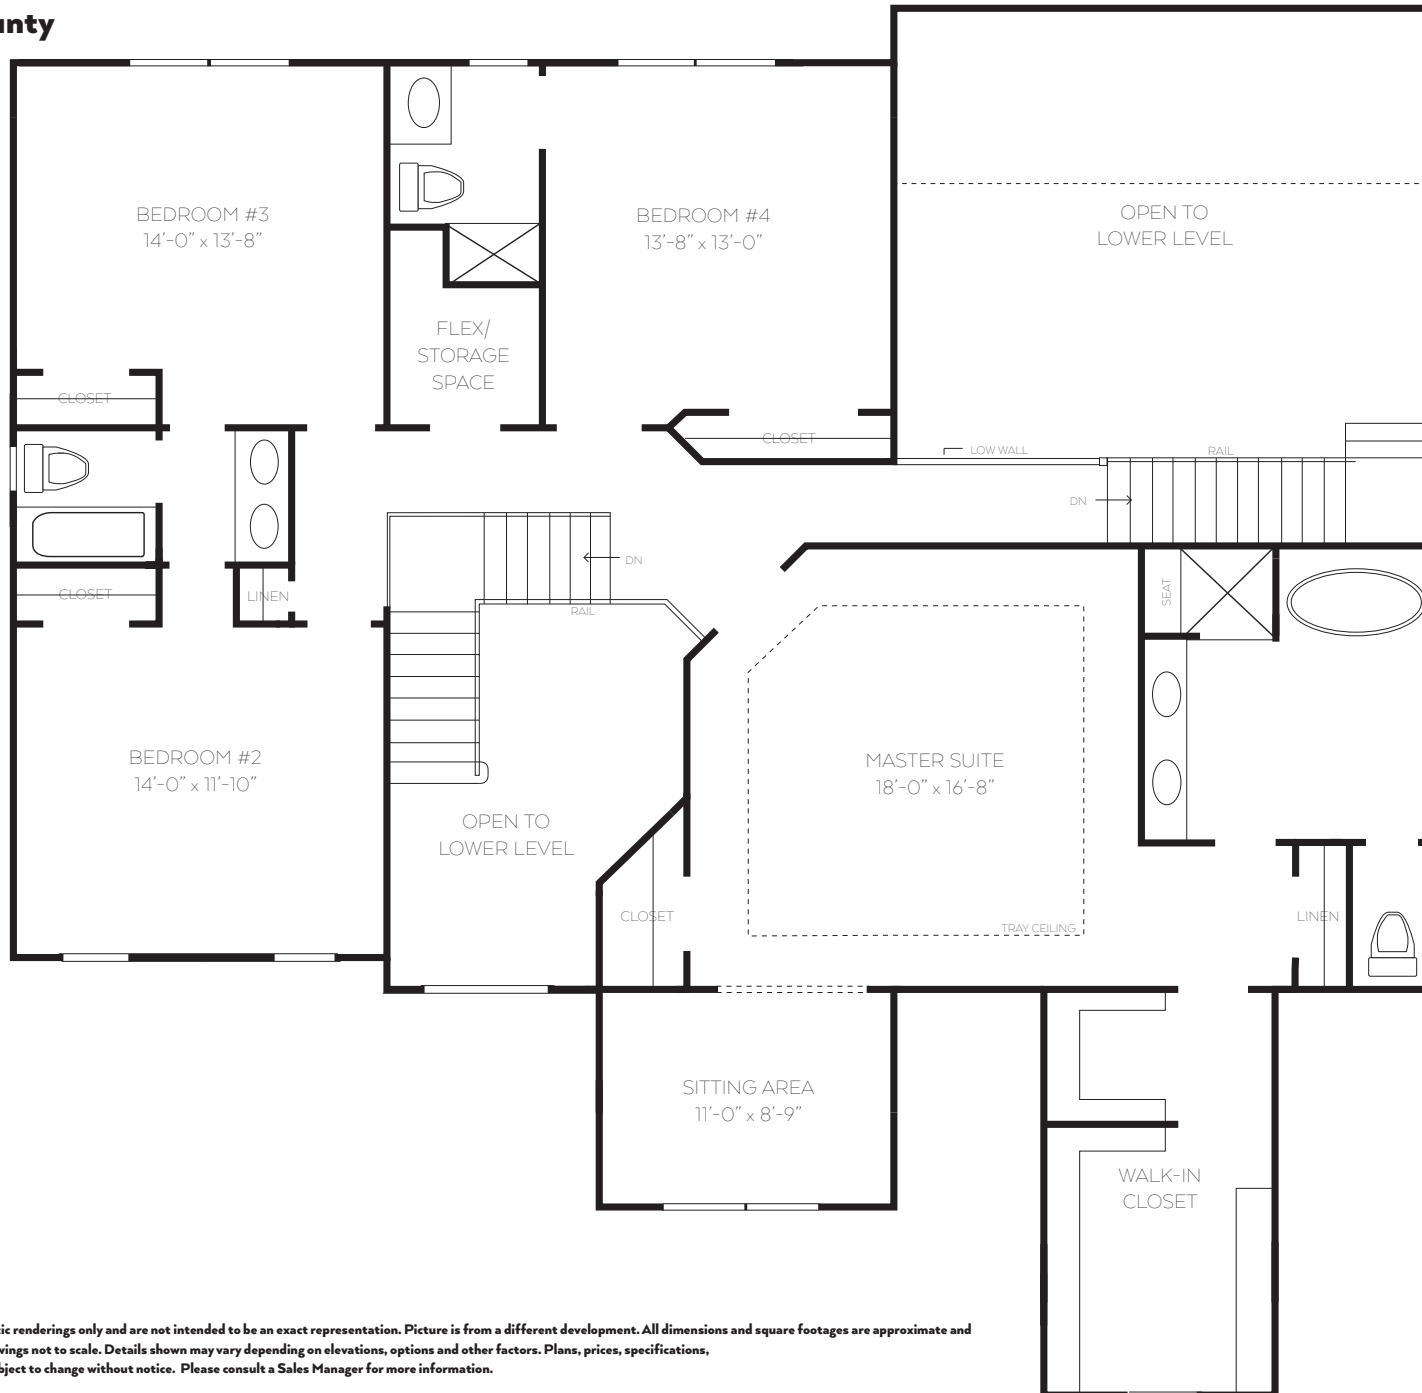 unty
BEDROOM #3
14'-0" x 13'-8"
BEDROOM #4
13'-8" x 13'-0"
OPEN TO
LOWER LEVEL
FLEX/
STORAGE
SPACE
CLOSET
CLOSET
LOW WALL
RAIL
DN
DN
CLOSET
LINEN
RAIL
SEAT
BEDROOM #2
14'-0" x 11'-10"
MASTER SUITE
18'-0" x 16'-8"
OPEN TO
LOWER LEVEL
CLOSET
TRAY CEILING
LINEN
SITTING AREA
11'-0" x 8'-9"
WALK-IN
CLOSET
tic renderings only and are not intended to be an exact representation. Picture is from a different development. All dimensions and square footages are approximate and
wings not to scale. Details shown may vary depending on elevations, options and other factors. Plans, prices, specifications,
bject to change without notice. Please consult a Sales Manager for more information.